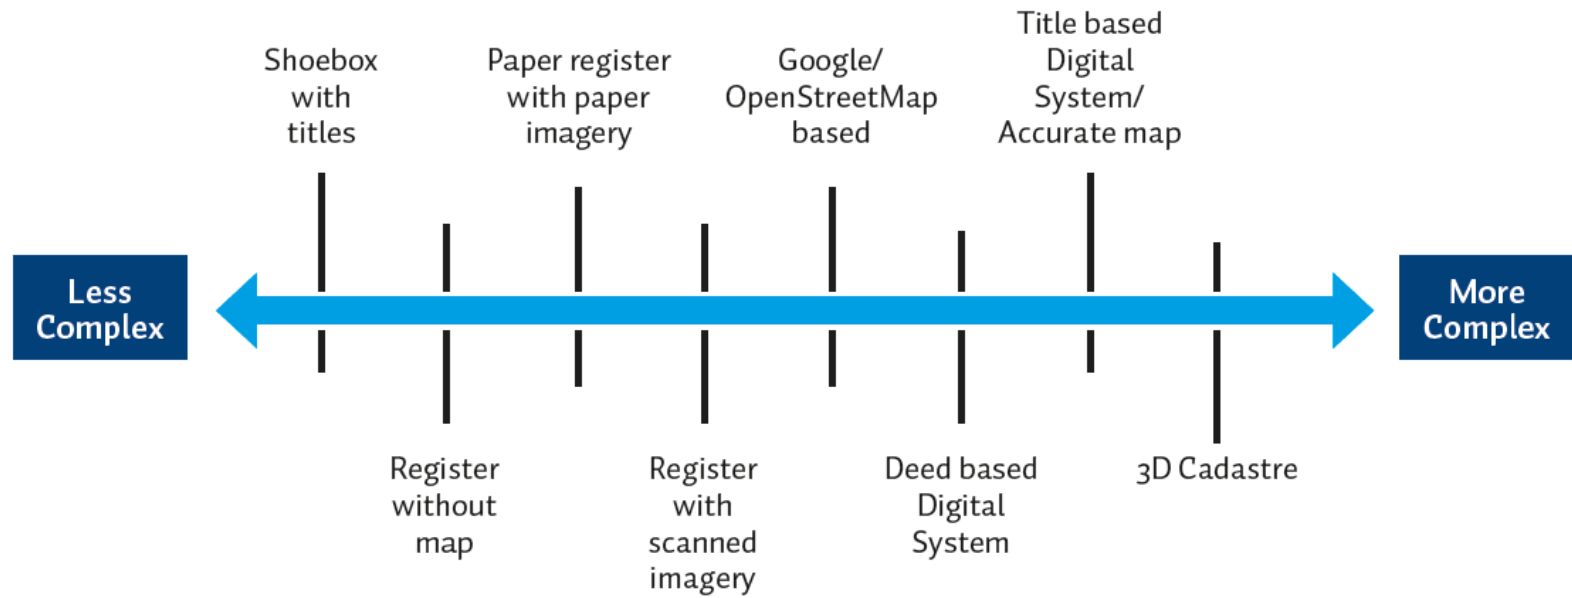 Shoebox
with
titles
Paper register
with paper
imagery
Google/
OpenStreetMap
based
Title based
Digital
System/
Accurate map
Less
Complex
More
Complex
Register
without
map
Register
with
scanned
imagery
Deed based
Digital
System
3D Cadastre